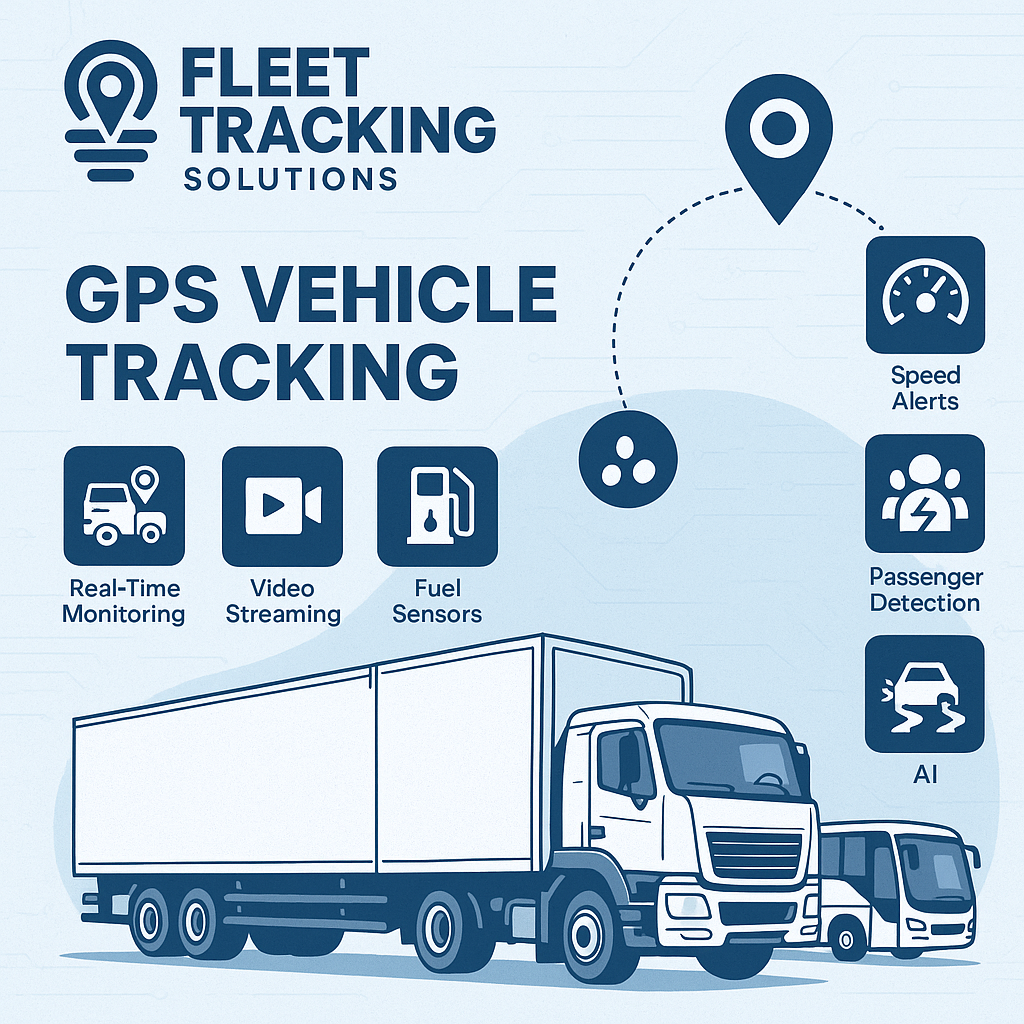 FLEET
TRACKING
SOLUTIONS
GPS VEHICLE
TRACKING
Real-Time
Monitoring
Video
Streaming
Fuel
Sensors
Speed
Alerts
Passenger
Detection
AI